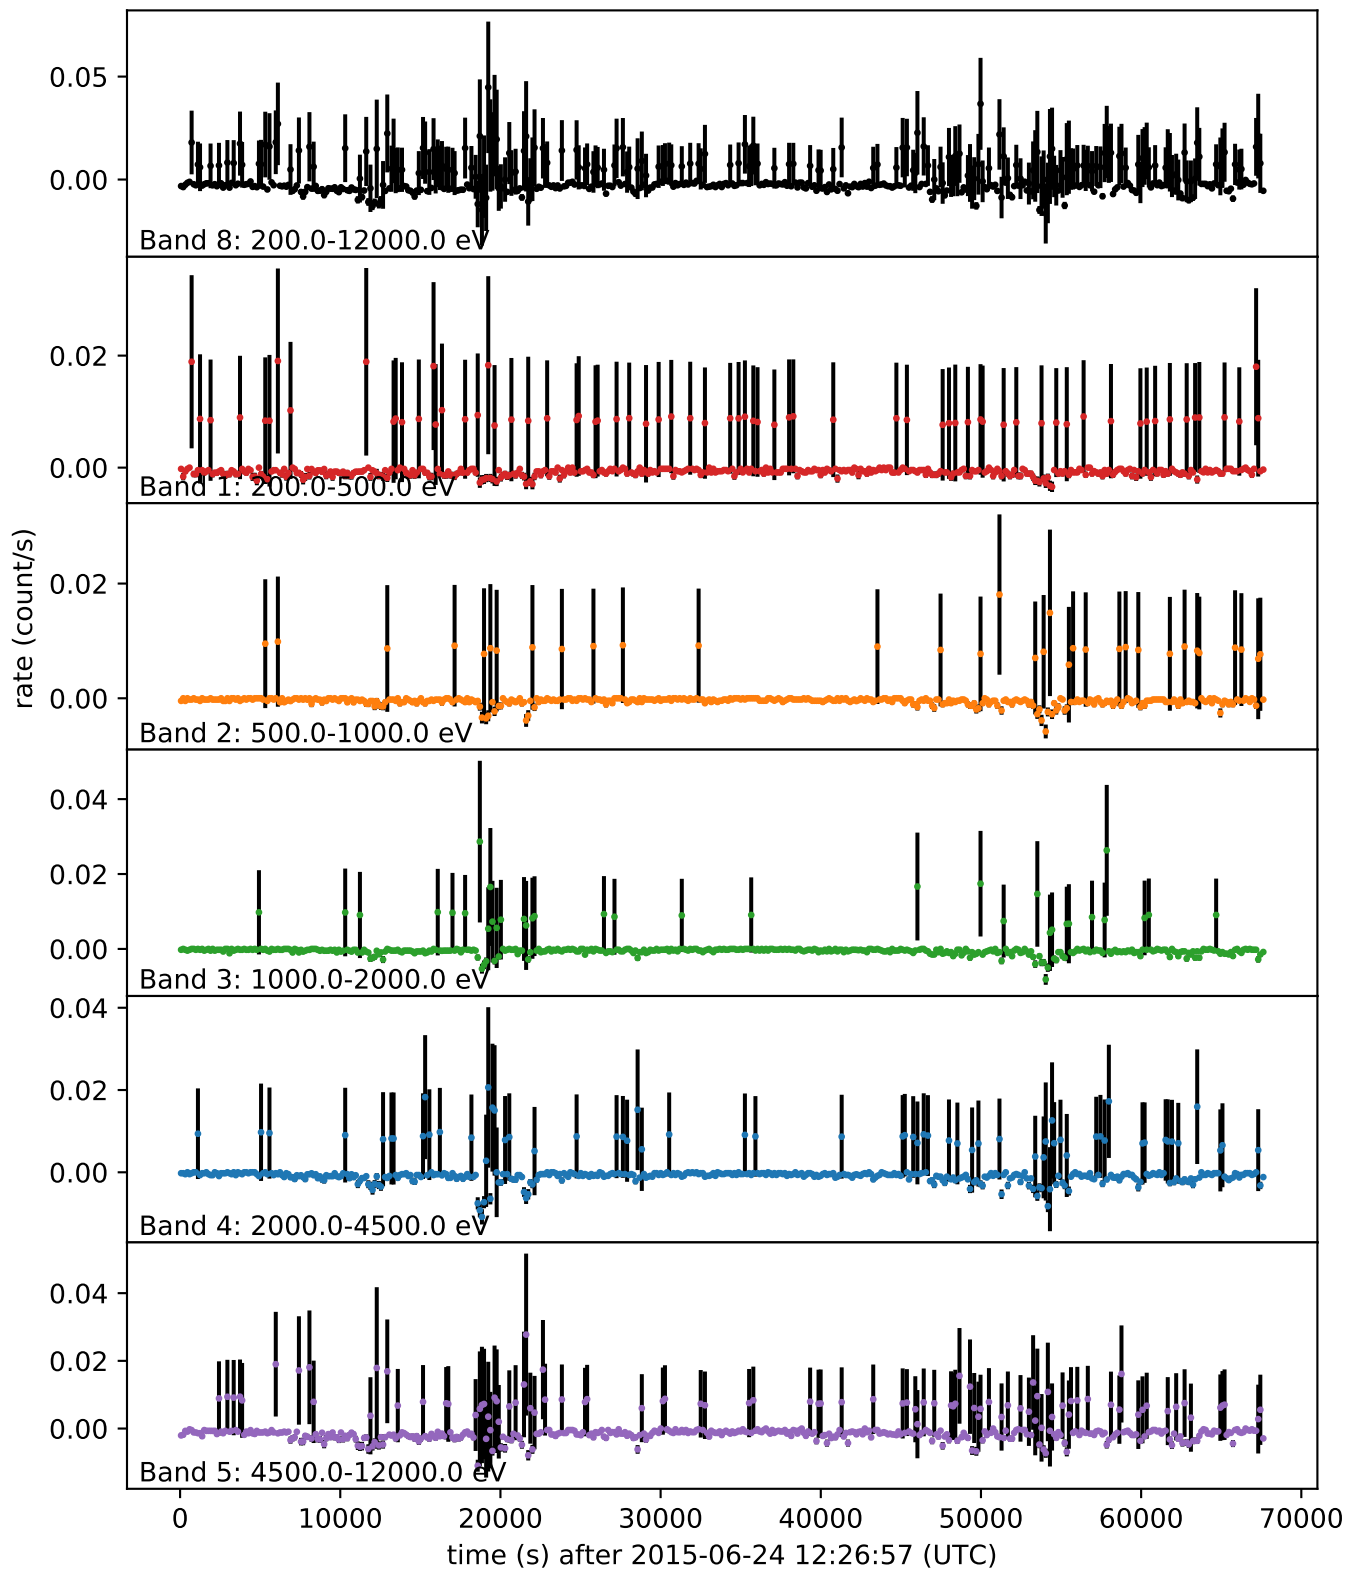 0.05
0.00
Band 8: 200.0-12000.0 eV
0.02
0.00
Band 1: 200.0-500.0 eV
rate (count/s)
0.02
0.00
Band 2: 500.0-1000.0 eV
0.04
0.02
0.00
Band 3: 1000.0-2000.0 eV
0.04
0.02
0.00
Band 4: 2000.0-4500.0 eV
0.04
0.02
0.00
Band 5: 4500.0-12000.0 eV
0 10000 20000 30000 40000 50000 60000 70000
time (s) after 2015-06-24 12:26:57 (UTC)